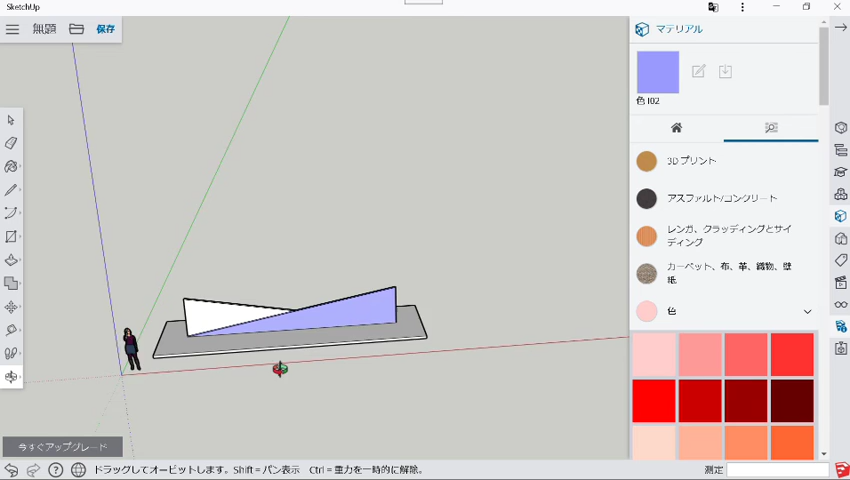 SketchUp
無題
保存
マテリアル
色 I02
3D プリント
アスファルト/コンクリート
レンガ、クラッディングとサイ
ディング
カーペット、布、革、織物、壁
紙
色
今すぐアップグレード
ドラッグしてオービットします。Shift = パン表示 Ctrl = 重力を一時的に解除。
測定